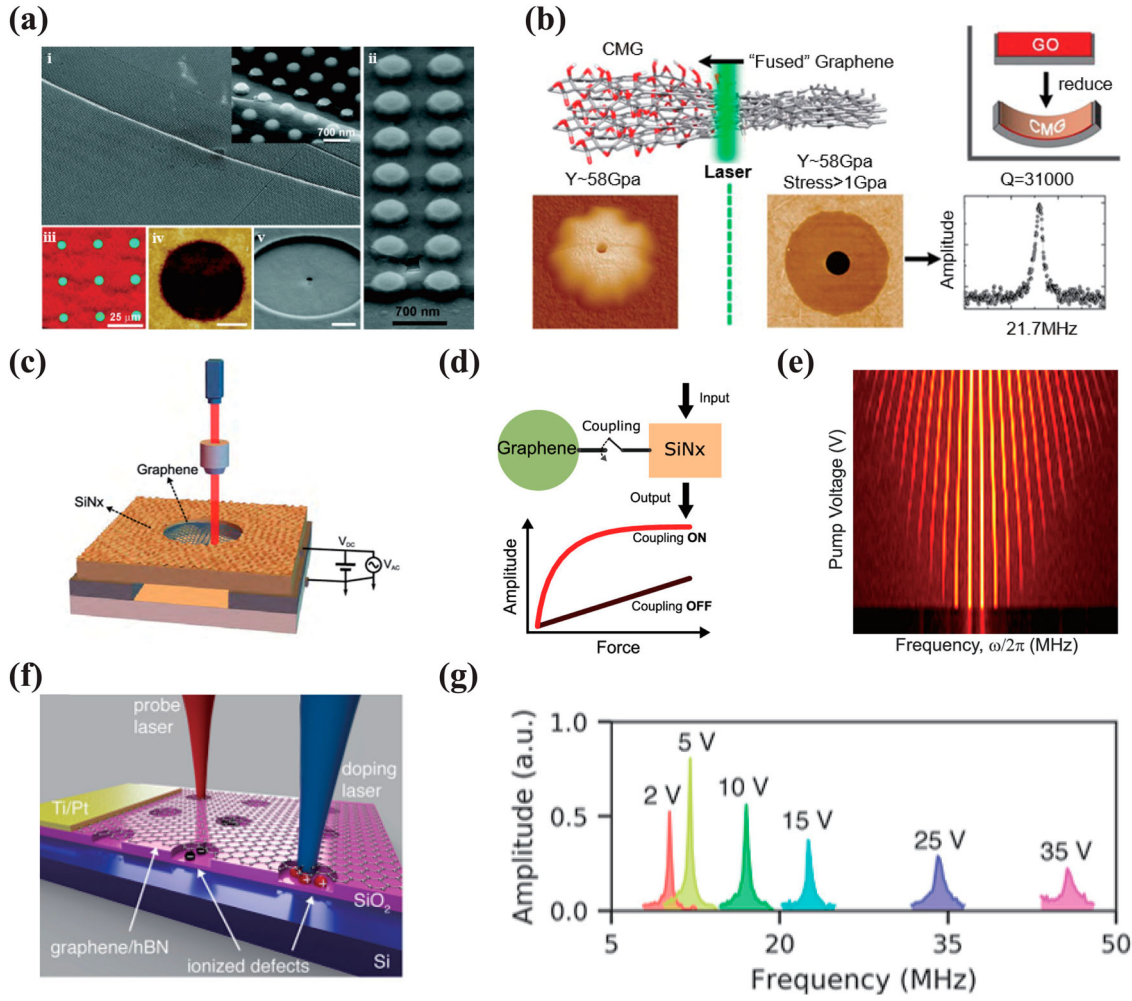 (a)
i
700 nm
ii
700 nm
iii
25 μm
iv
v
(b)
CMG
"Fused" Graphene
Laser
Y~58Gpa
Y~58Gpa
Stress>1Gpa
GO
reduce
CMG
Q=31000
Amplitude
21.7MHz
(c)
Graphene
SiNx
VDC
VAC
(d)
Input
Coupling
Graphene
SiNx
Output
Coupling ON
Coupling OFF
Amplitude
Force
(e)
Pump Voltage (V)
Frequency, ω/2π (MHz)
(f)
probe
laser
doping
laser
Ti/Pt
SiO2
graphene/hBN
ionized defects
Si
(g)
Amplitude (a.u.)
1.0
0.5
0.0
2 V
5 V
10 V
15 V
25 V
35 V
5
20
35
50
Frequency (MHz)